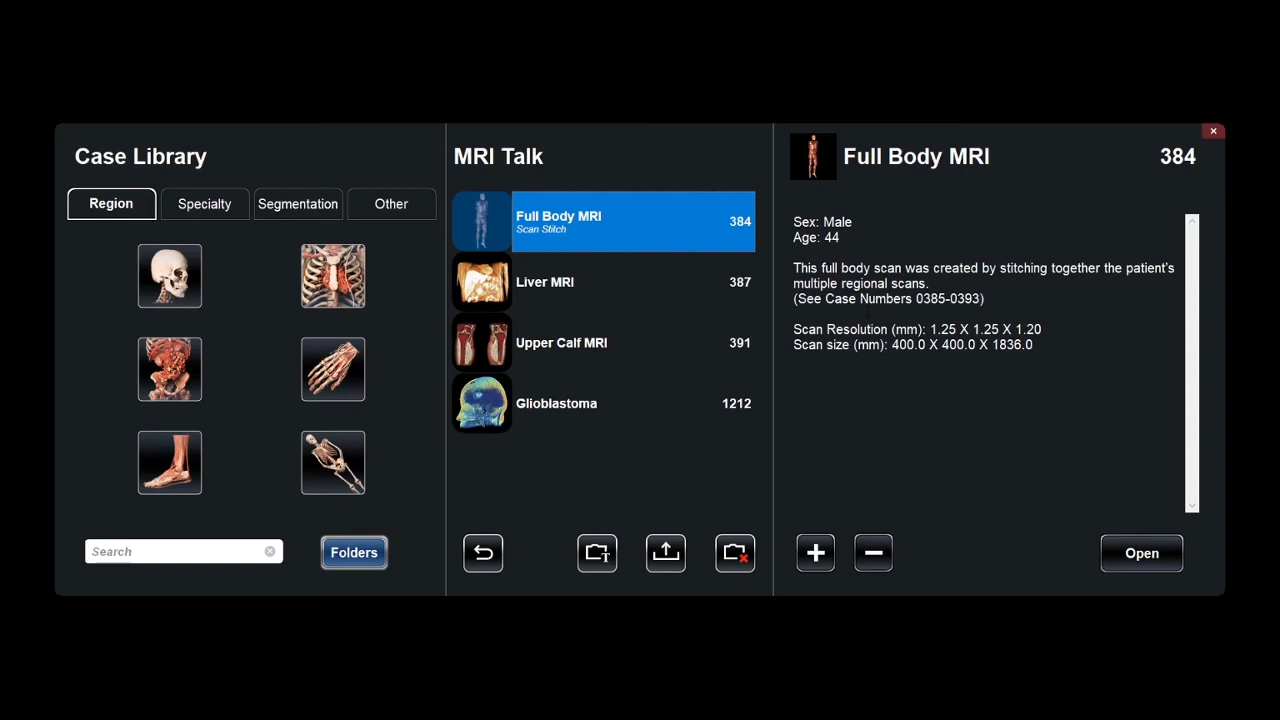 Case Library
Region
Specialty
Segmentation
Other
Search
Folders
MRI Talk
Full Body MRI
Scan Stitch
384
Liver MRI
387
Upper Calf MRI
391
Glioblastoma
1212
T
Full Body MRI
384
Sex: Male
Age: 44
This full body scan was created by stitching together the patient's
multiple regional scans.
(See Case Numbers 0385-0393)
Scan Resolution (mm): 1.25 X 1.25 X 1.20
Scan size (mm): 400.0 X 400.0 X 1836.0
Open